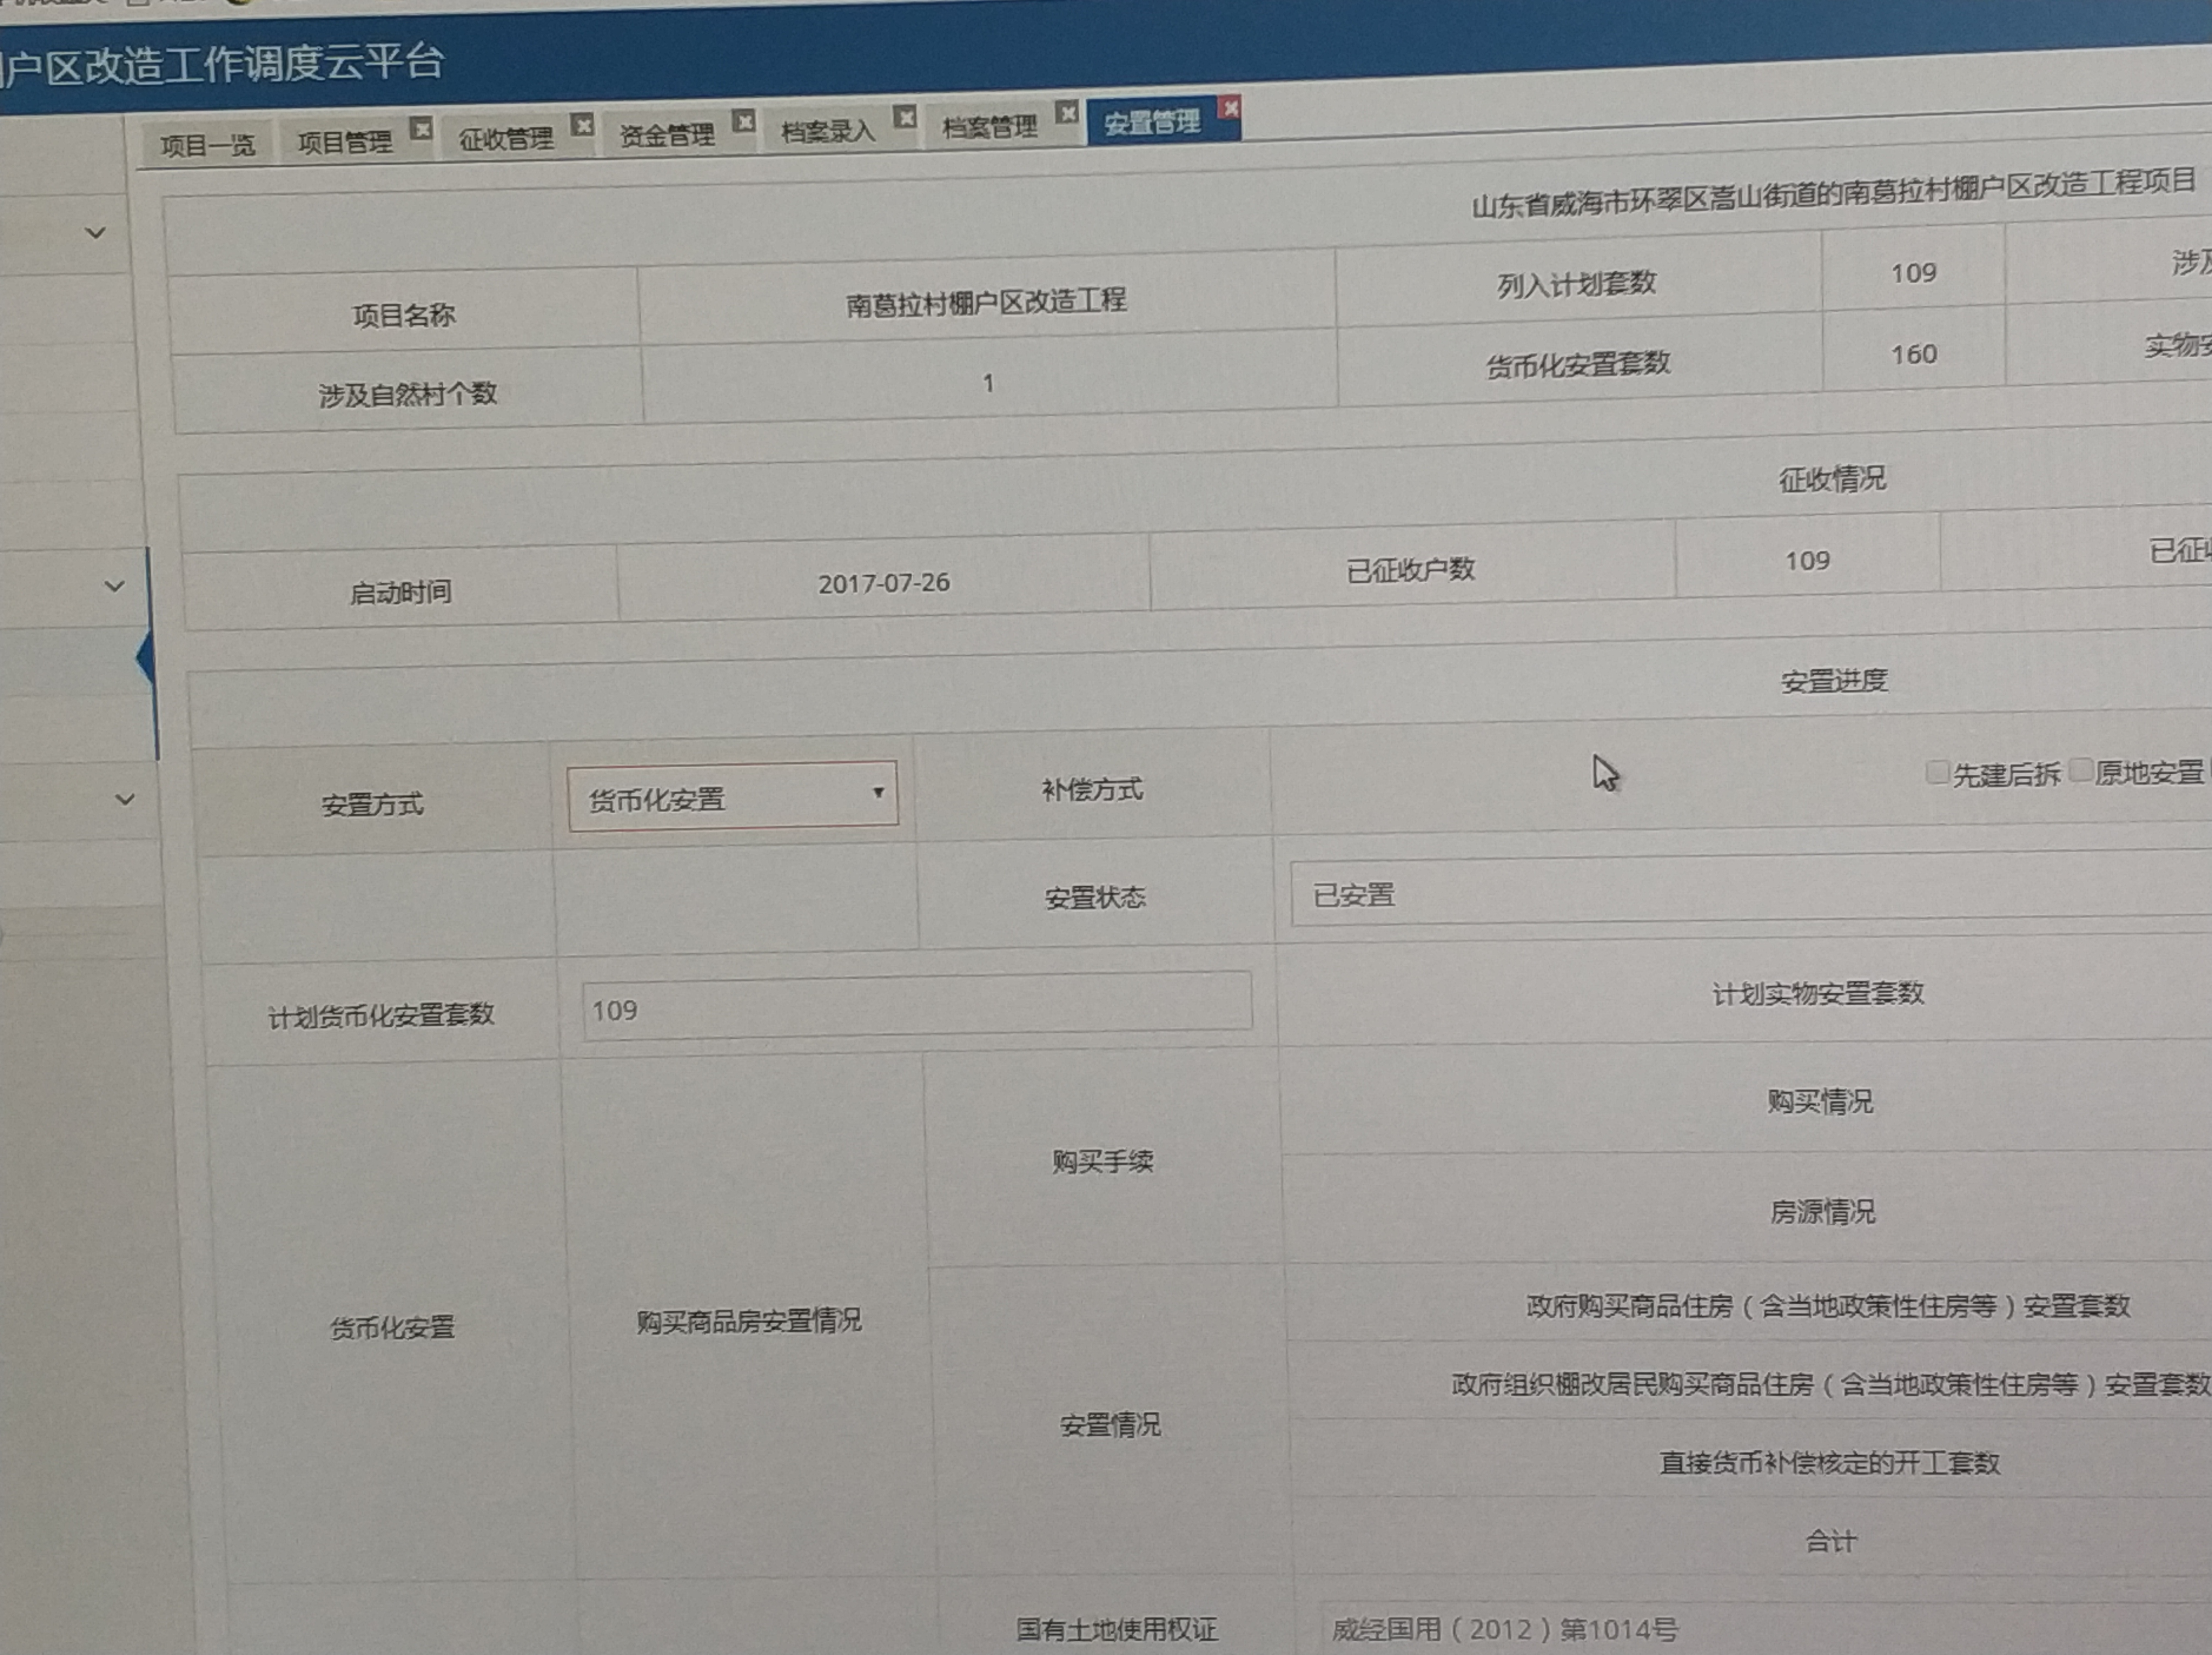 户区改造工作调度云平台
项目一览 项目管理 征收管理 资金管理 档案录入 档案管理 安置管理
山东省威海市环翠区嵩山街道的南葛拉村棚户区改造工程项目
项目名称 南葛拉村棚户区改造工程 列入计划套数 109 涉及
涉及自然村个数 1 货币化安置套数 160 实物安
征收情况
启动时间 2017-07-26 已征收户数 109 已征收
安置进度
安置方式 货币化安置 补偿方式 先建后拆 原地安置
安置状态 已安置
计划货币化安置套数 109 计划实物安置套数
购买情况
购买手续
房源情况
政府购买商品住房（含当地政策性住房等）安置套数
货币化安置 购买商品房安置情况
政府组织棚改居民购买商品住房（含当地政策性住房等）安置套数
安置情况
直接货币补偿核定的开工套数
合计
国有土地使用权证 威经国用（2012）第1014号